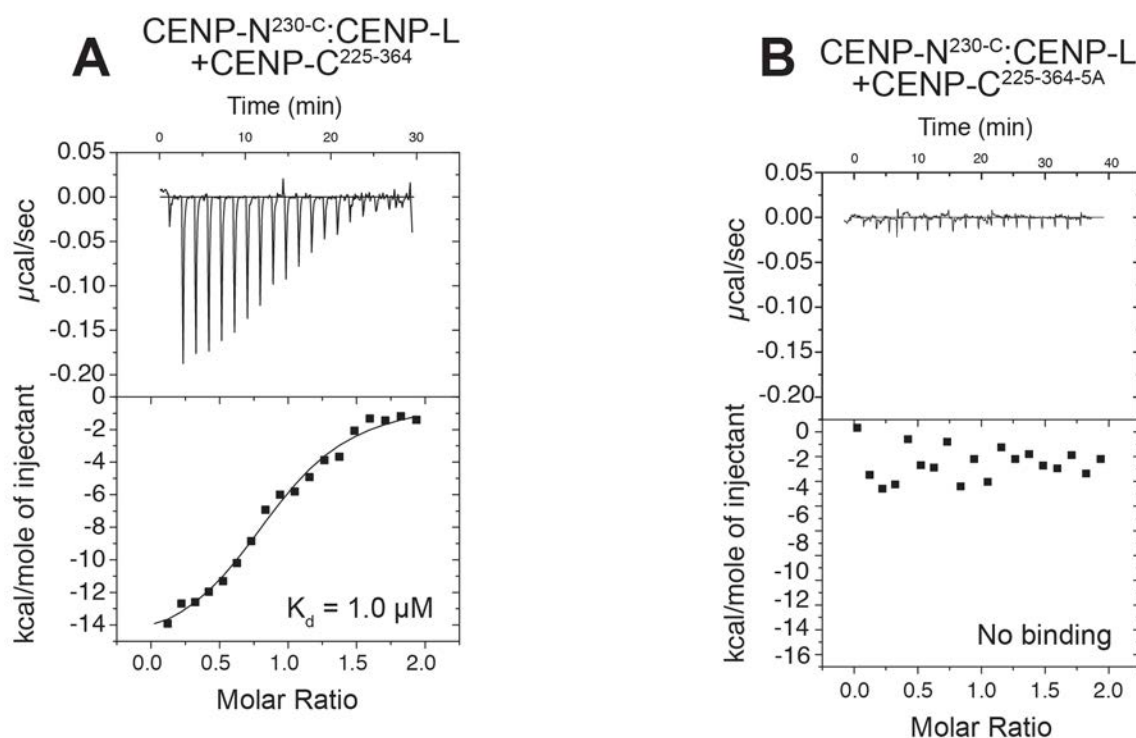 A
CENP-N230-C:CENP-L
+CENP-C225-364
Time (min)
0 10 20 30
0.05
0.00
-0.05
-0.10
-0.15
-0.20
µcal/sec
0
-2
-4
-6
-8
-10
-12
-14
kcal/mole of injectant
Kd = 1.0 µM
0.0 0.5 1.0 1.5 2.0
Molar Ratio
B
CENP-N230-C:CENP-L
+CENP-C225-364-5A
Time (min)
0 10 20 30 40
0.05
0.00
-0.05
-0.10
-0.15
-0.20
µcal/sec
0
-2
-4
-6
-8
-2
-10
-12
-14
-16
kcal/mole of injectant
No binding
0.0 0.5 1.0 1.5 2.0
Molar Ratio